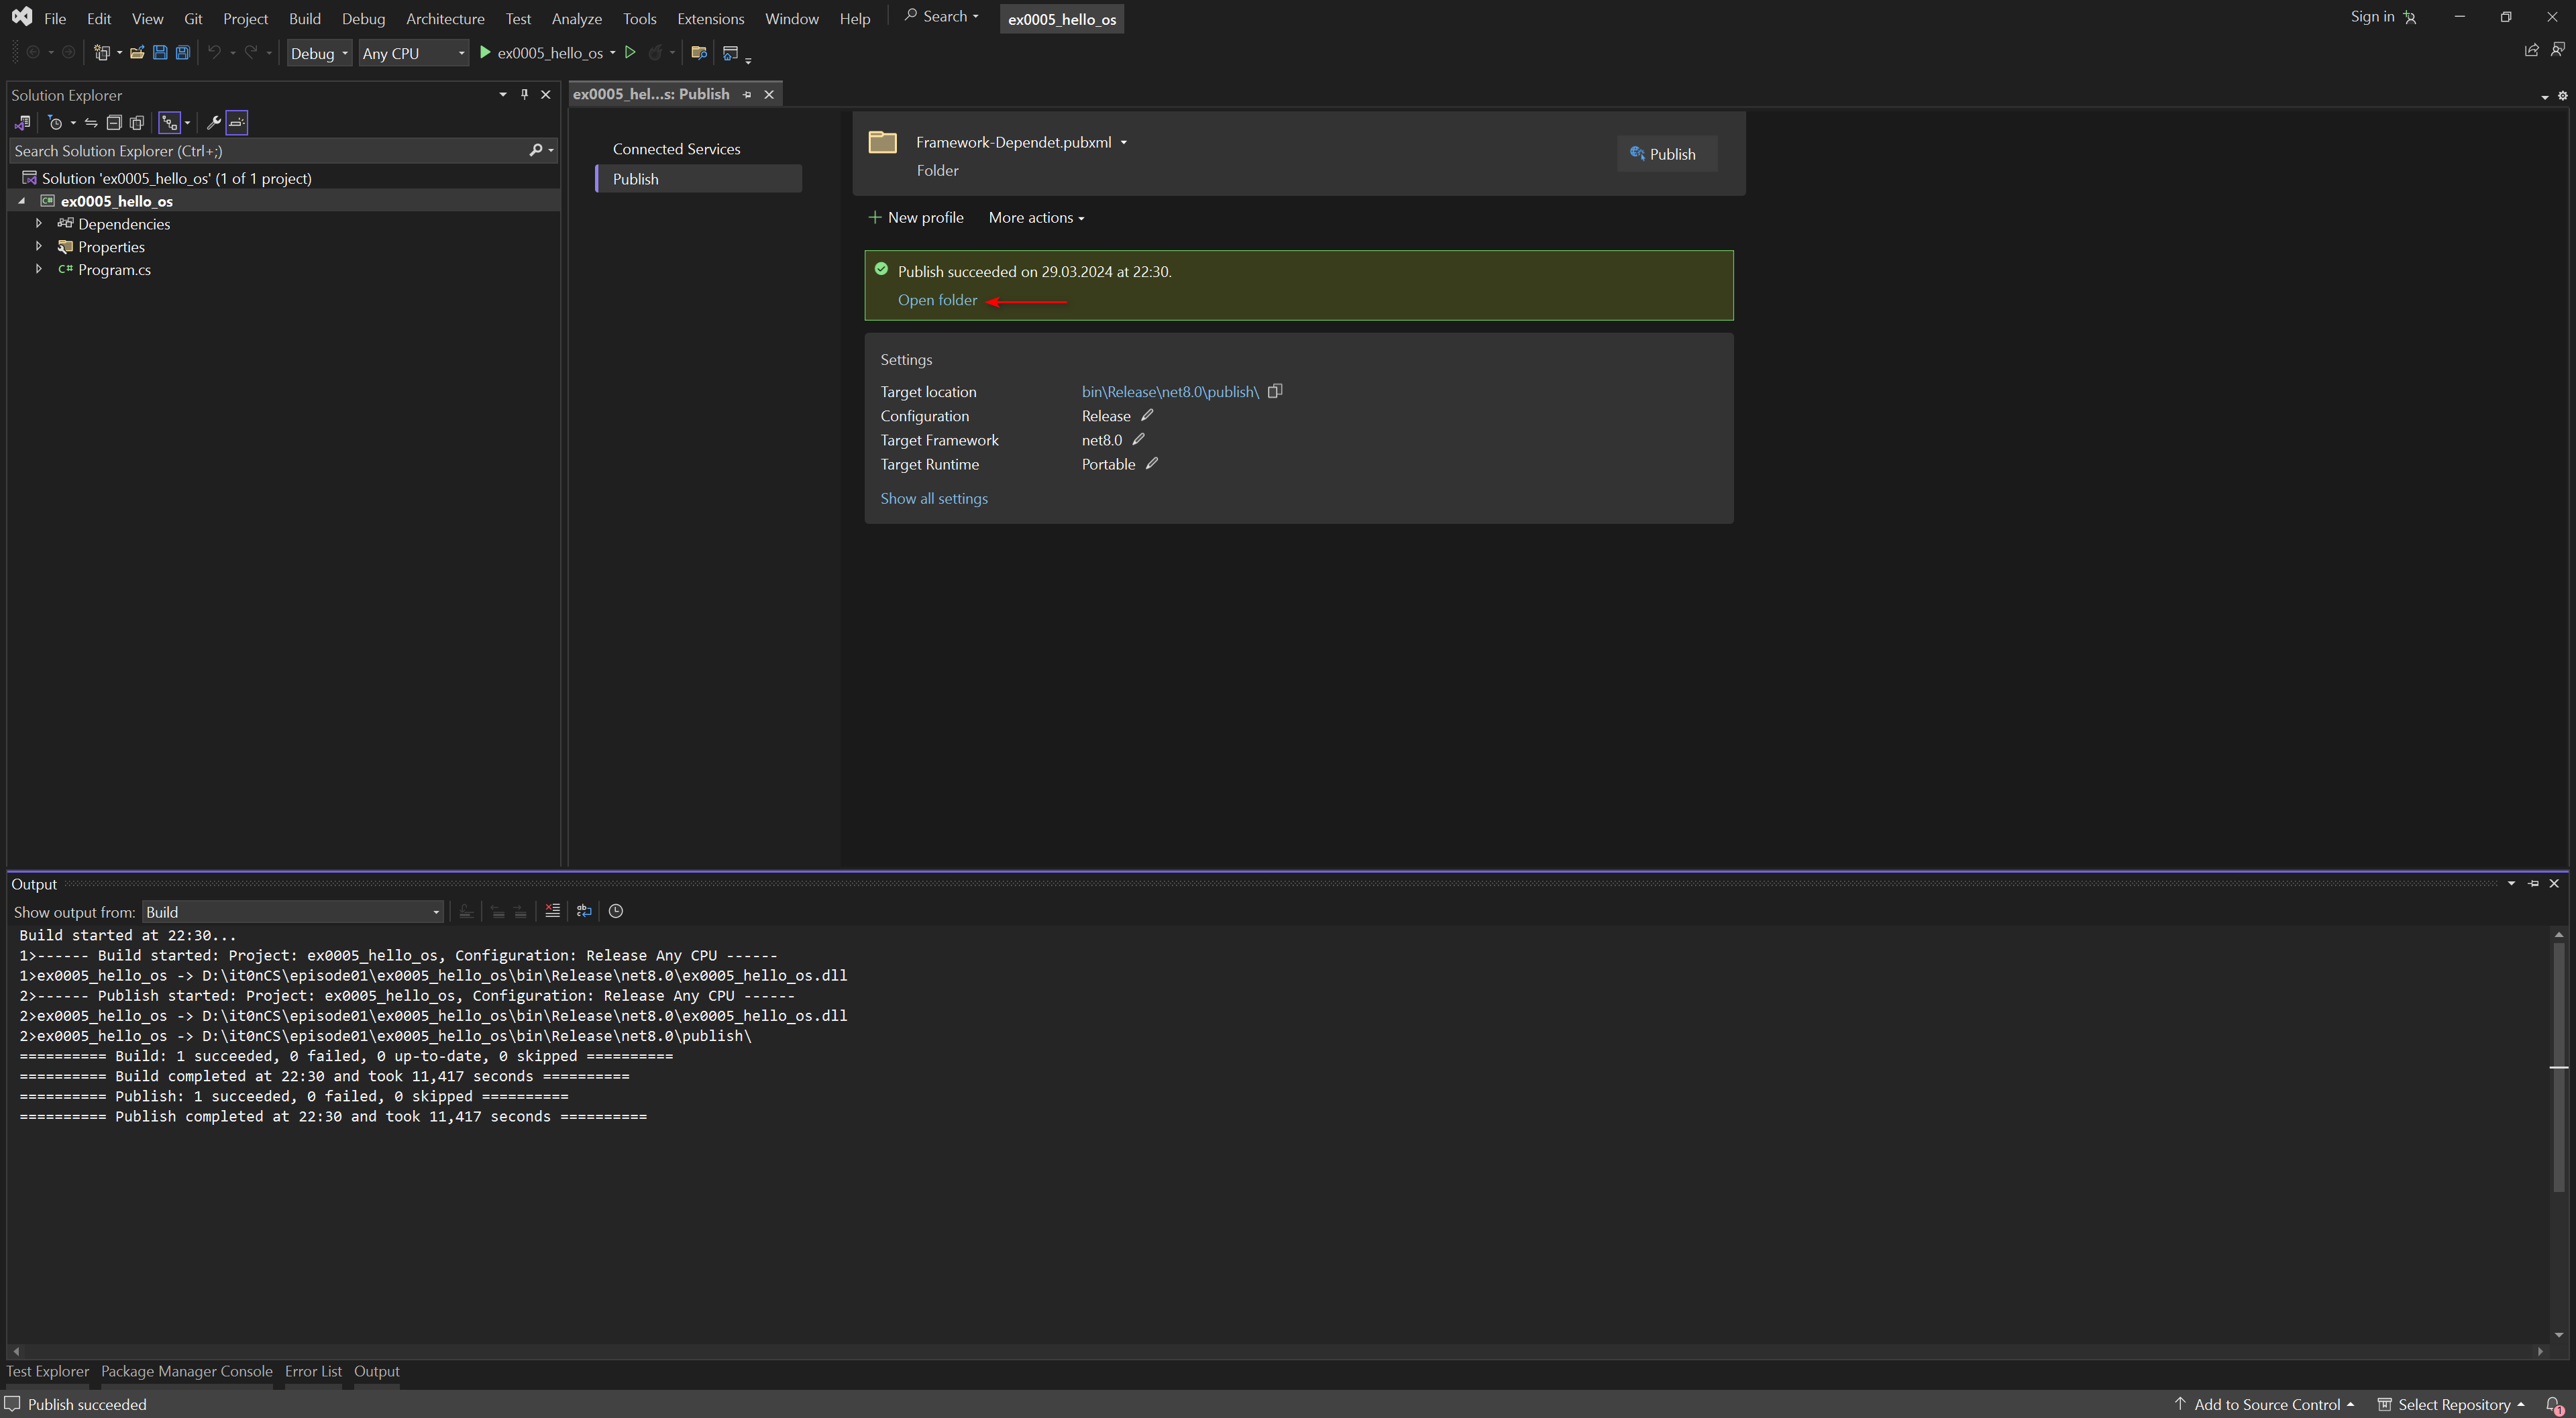 File Edit View Git Project Build Debug Architecture Test Analyze Tools Extensions Window Help Search ex0005_hello_os Sign in
Debug Any CPU ex0005_hello_os
Solution Explorer
Search Solution Explorer (Ctrl+;)
Solution 'ex0005_hello_os' (1 of 1 project)
C# ex0005_hello_os
Dependencies
Properties
C# Program.cs
ex0005_hel...s: Publish
Connected Services
Publish
Framework-Dependet.pubxml
Folder
Publish
New profile More actions
Publish succeeded on 29.03.2024 at 22:30.
Open folder
Settings
Target location bin\Release\net8.0\publish\
Configuration Release
Target Framework net8.0
Target Runtime Portable
Show all settings
Output
Show output from: Build
Build started at 22:30...
1>------ Build started: Project: ex0005_hello_os, Configuration: Release Any CPU ------
1>ex0005_hello_os -> D:\it0nCS\episode01\ex0005_hello_os\bin\Release\net8.0\ex0005_hello_os.dll
2>------ Publish started: Project: ex0005_hello_os, Configuration: Release Any CPU ------
2>ex0005_hello_os -> D:\it0nCS\episode01\ex0005_hello_os\bin\Release\net8.0\ex0005_hello_os.dll
2>ex0005_hello_os -> D:\it0nCS\episode01\ex0005_hello_os\bin\Release\net8.0\publish\
========== Build: 1 succeeded, 0 failed, 0 up-to-date, 0 skipped ==========
========== Build completed at 22:30 and took 11,417 seconds ==========
========== Publish: 1 succeeded, 0 failed, 0 skipped ==========
========== Publish completed at 22:30 and took 11,417 seconds ==========
Test Explorer Package Manager Console Error List Output
Publish succeeded Add to Source Control Select Repository 1